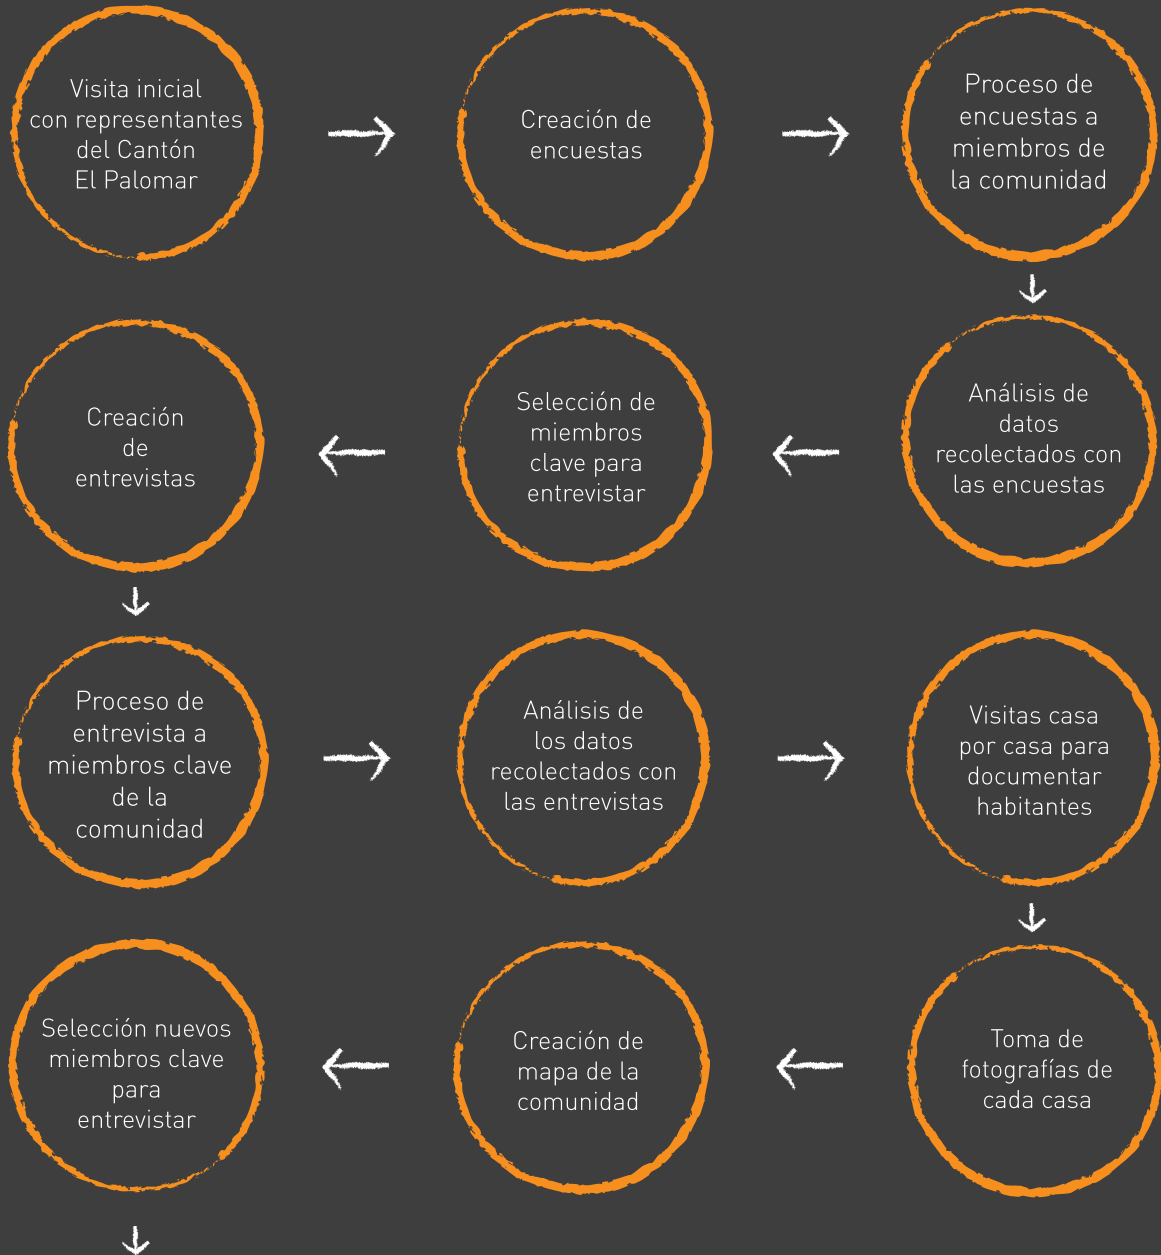 Visita inicial
con representantes
del Cantón
El Palomar
Creación de
encuestas
Proceso de
encuestas a
miembros de
la comunidad
Análisis de
datos
recolectados con
las encuestas
Selección de
miembros
clave para
entrevistar
Creación
de
entrevistas
Proceso de
entrevista a
miembros clave
de la
comunidad
Análisis de
los datos
recolectados con
las entrevistas
Visitas casa
por casa para
documentar
habitantes
Toma de
fotografías de
cada casa
Creación de
mapa de la
comunidad
Selección nuevos
miembros clave
para
entrevistar